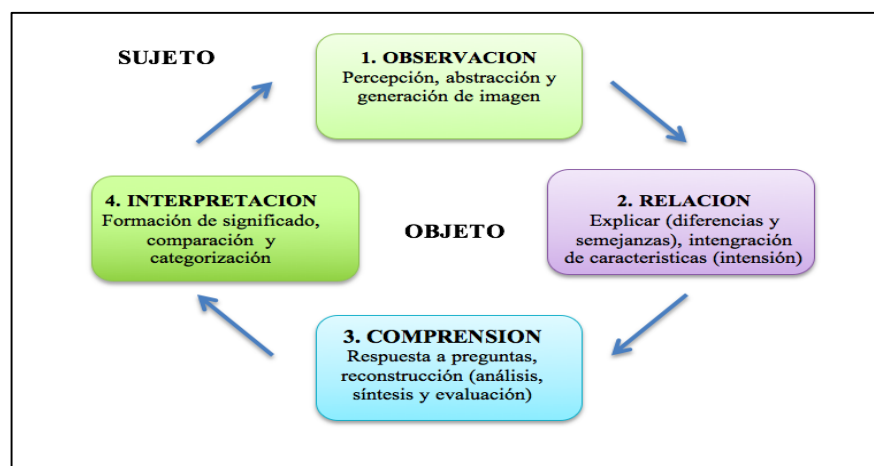 SUJETO
1. OBSERVACION
Percepción, abstracción y
generación de imagen
2. RELACION
Explicar (diferencias y
semejanzas), intengración
de caracteristicas (intensión)
OBJETO
3. COMPRENSION
Respuesta a preguntas,
reconstrucción (análisis,
síntesis y evaluación)
4. INTERPRETACION
Formación de significado,
comparación y
categorización